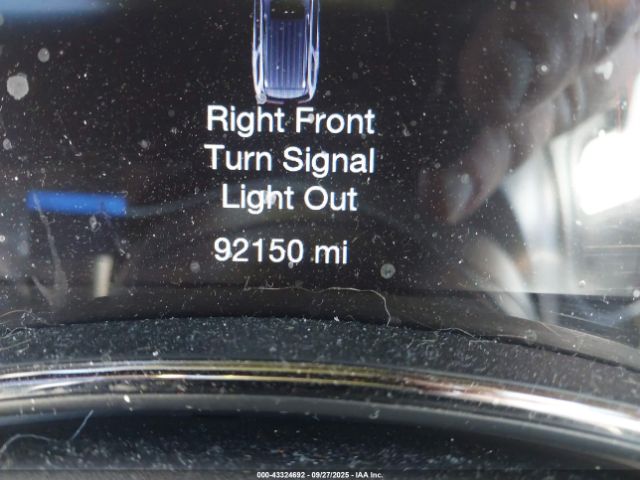 Right Front
Turn Signal
Light Out
92150 mi
000-43324692 - 09/27/2025 - IAA Inc.